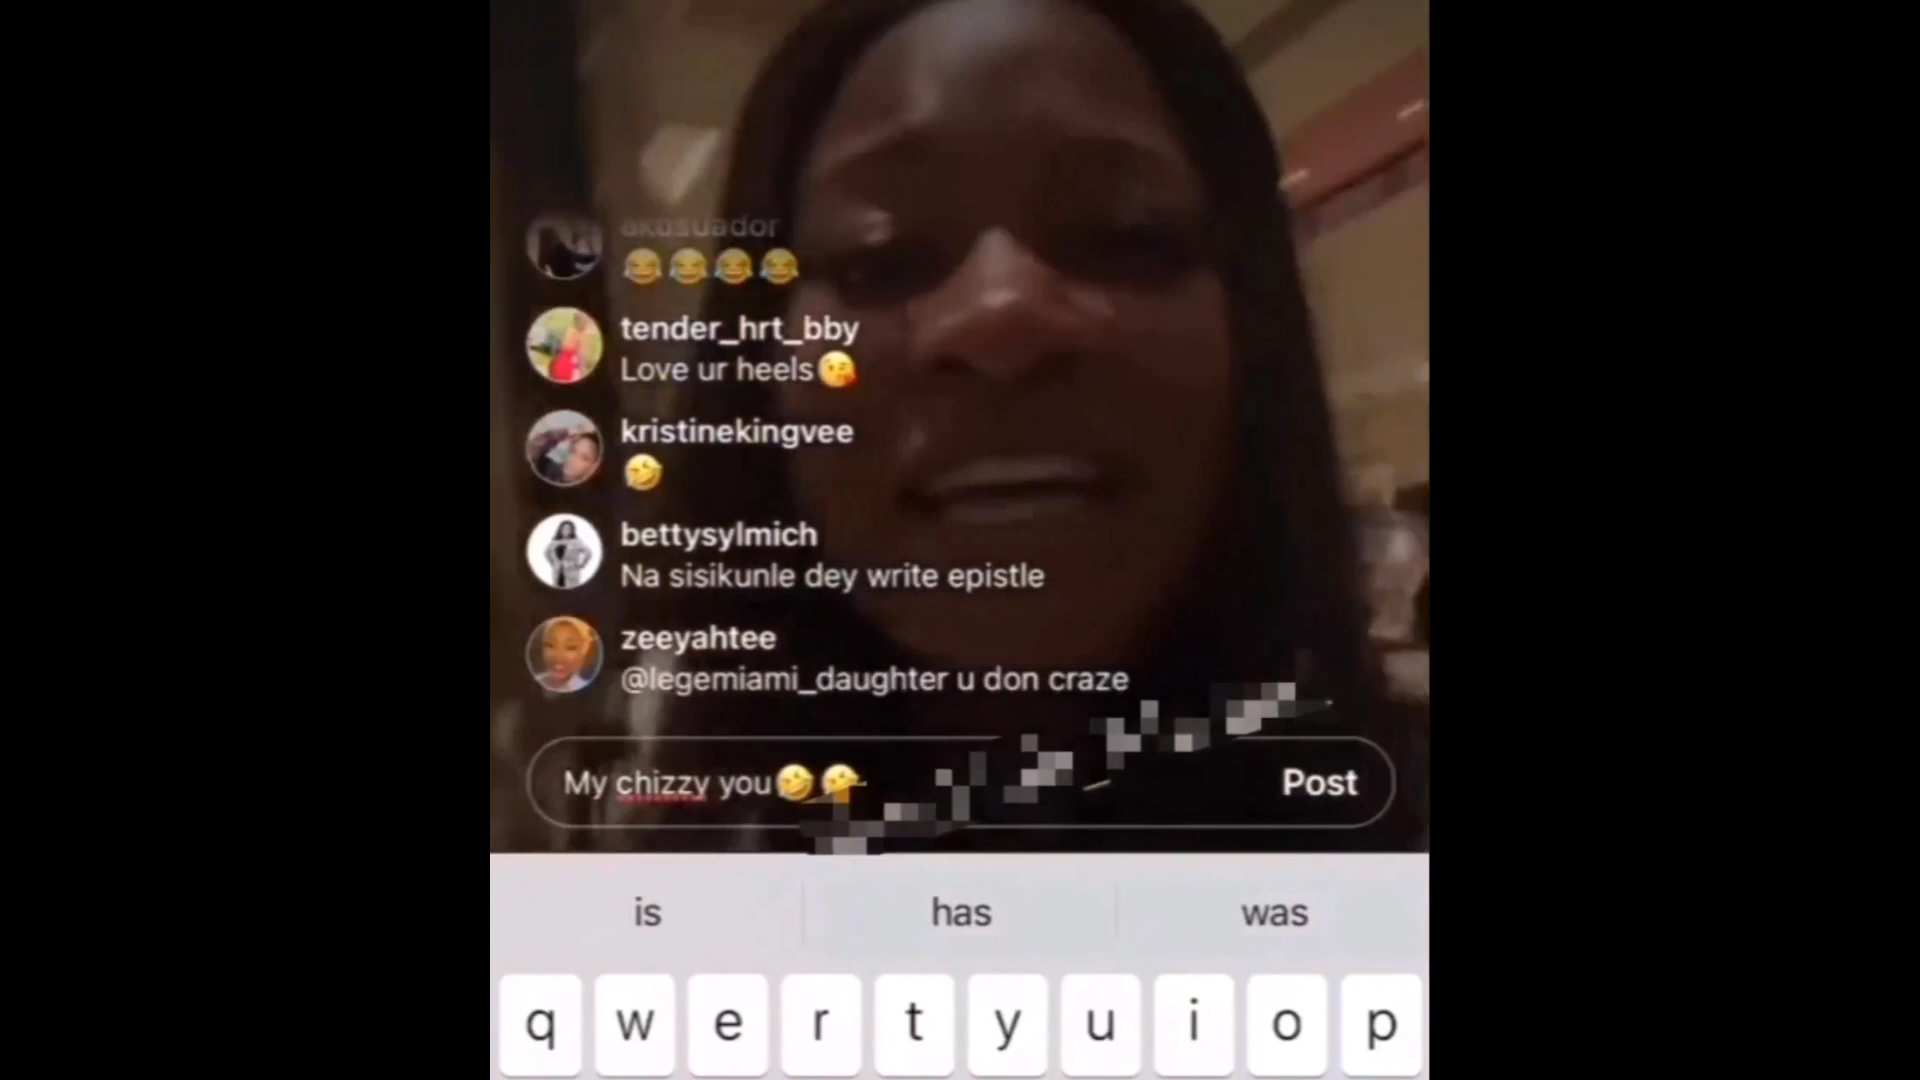 akosuador
😂😂😂😂
tender_hrt_bby
Love ur heels😘
kristinekingvee
🤣
bettysylmich
Na sisikunle dey write epistle
zeeyahtee
@legemiami_daughter u don craze
My chizzy you🤣🤣
Post
is has was
q w e r t y u i o p